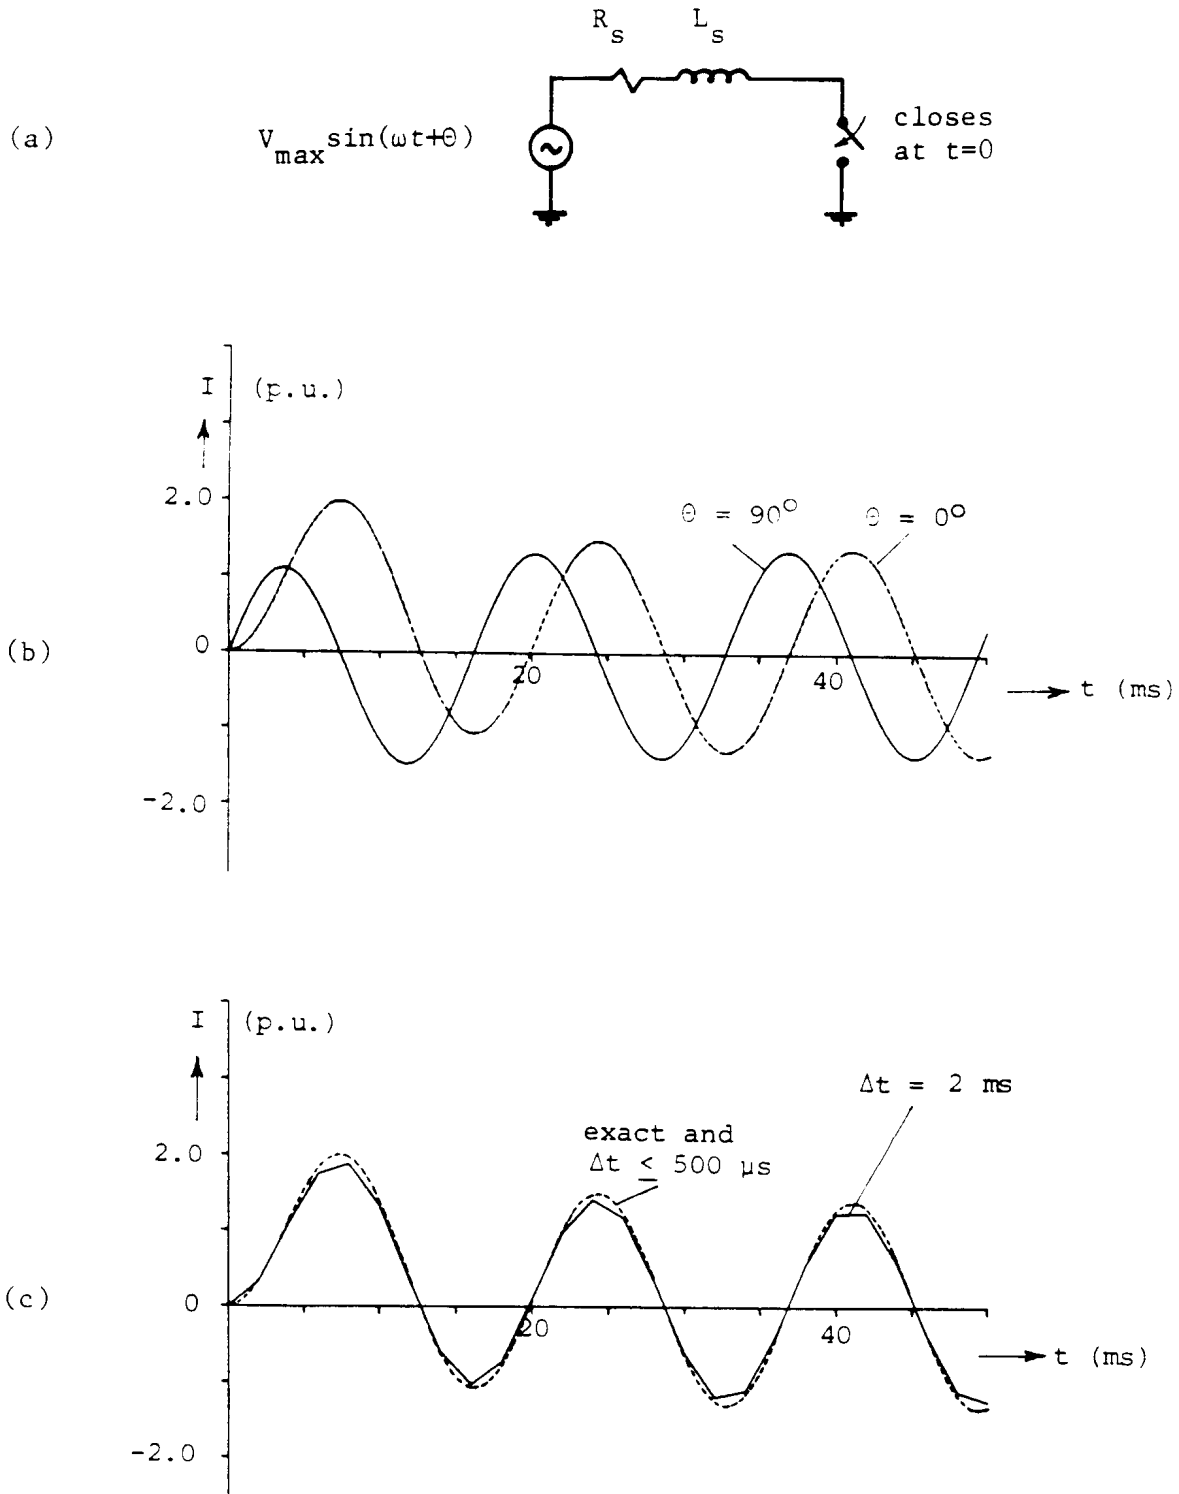 R_s L_s
(a)
V_max sin(ωt+θ)
closes
at t=0
I (p.u.)
2.0
θ = 90° θ = 0°
(b)
0
20
40
t (ms)
-2.0
I (p.u.)
Δt = 2 ms
exact and
Δt ≤ 500 μs
2.0
(c)
0
20
40
t (ms)
-2.0